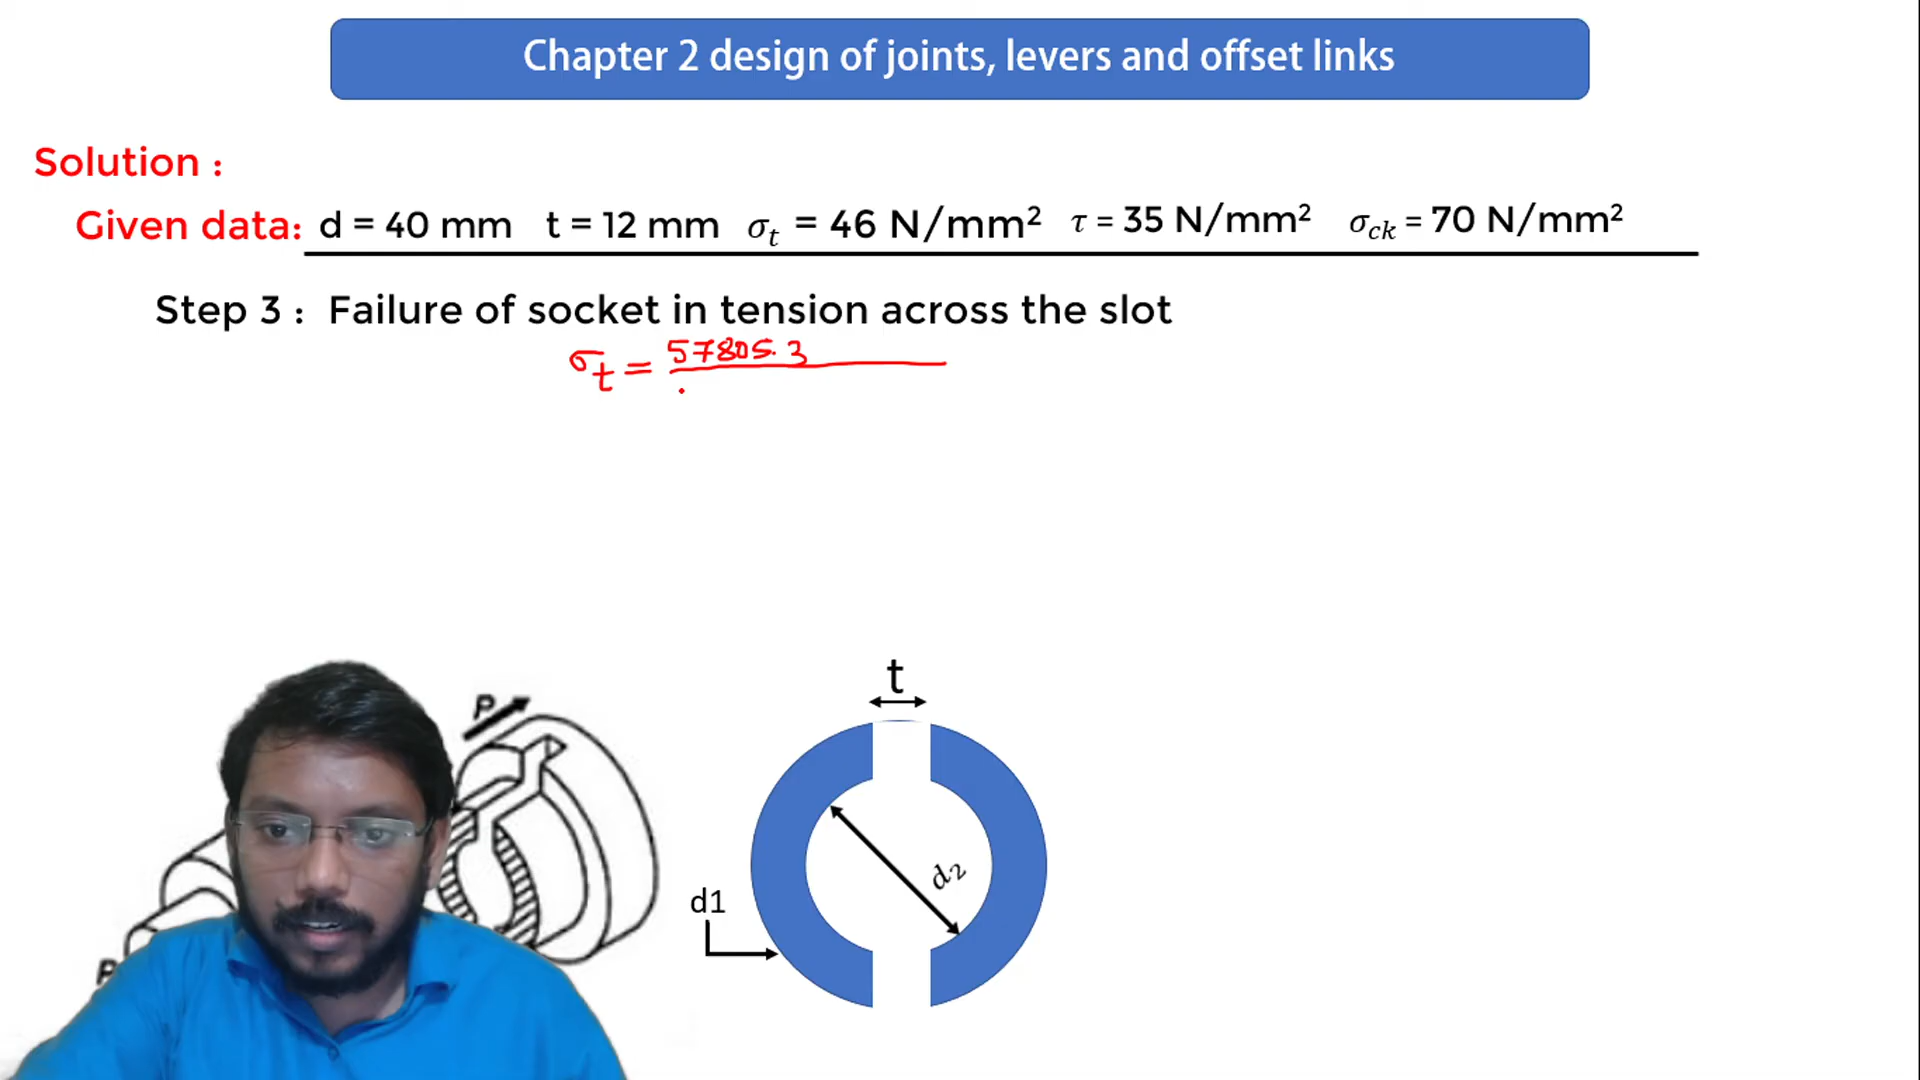 Chapter 2 design of joints, levers and offset links
Solution :
Given data: d = 40 mm t = 12 mm σt = 46 N/mm² τ = 35 N/mm² σck = 70 N/mm²
Step 3 : Failure of socket in tension across the slot
σt = 57805.3
t
P
d2
d1
P